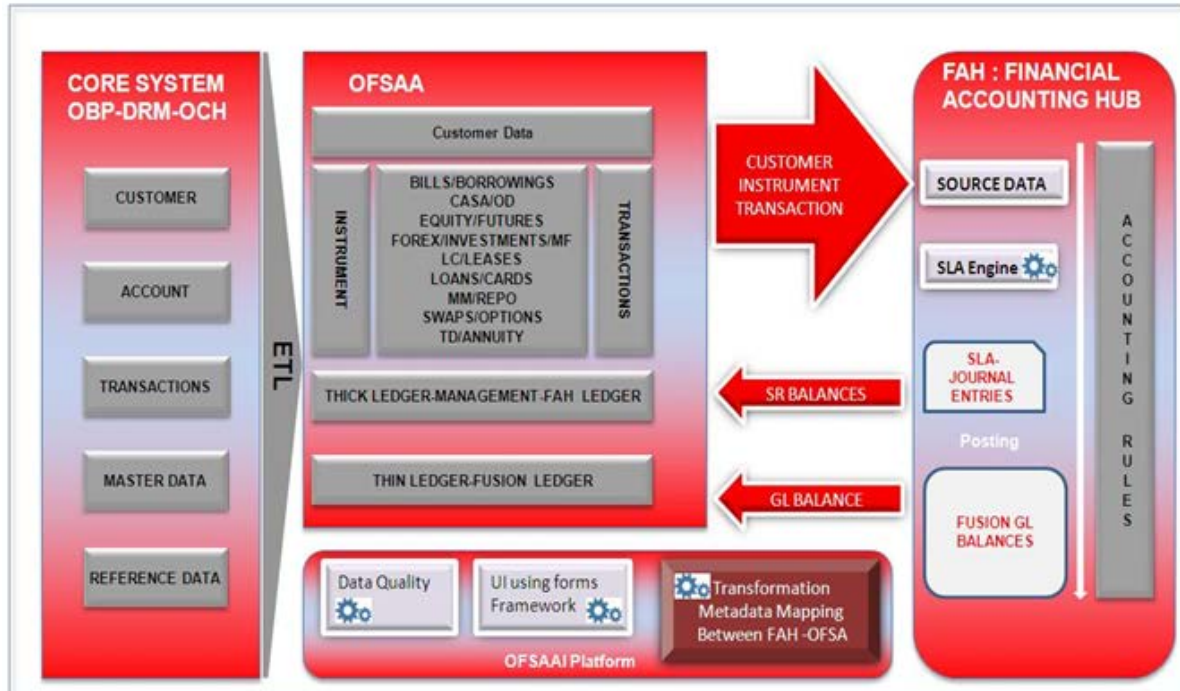 CORE SYSTEM
OBP-DRM-OCH
CUSTOMER
ACCOUNT
TRANSACTIONS
MASTER DATA
REFERENCE DATA
ETL
OFSAA
Customer Data
INSTRUMENT
BILLS/BORROWINGS
CASA/OD
EQUITY/FUTURES
FOREX/INVESTMENTS/MF
LC/LEASES
LOANS/CARDS
MM/REPO
SWAPS/OPTIONS
TD/ANNUITY
TRANSACTIONS
THICK LEDGER-MANAGEMENT-FAH LEDGER
THIN LEDGER-FUSION LEDGER
CUSTOMER
INSTRUMENT
TRANSACTION
SR BALANCES
GL BALANCE
FAH : FINANCIAL
ACCOUNTING HUB
SOURCE DATA
SLA Engine
SLA-
JOURNAL
ENTRIES
Posting
FUSION GL
BALANCES
ACCOUNTING RULES
Data Quality
UI using forms
Framework
Transformation
Metadata Mapping
Between FAH -OFSA
OFSAAI Platform